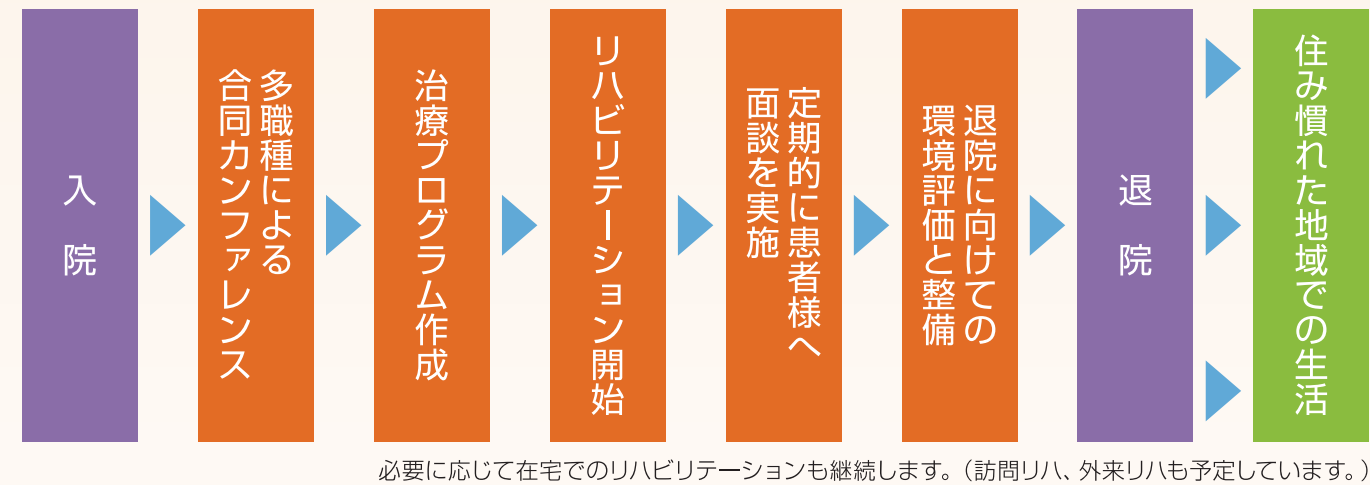 入院
多職種による
合同カンファレンス
治療プログラム作成
リハビリテーション開始
定期的に患者様へ
面談を実施
退院に向けての
環境評価と整備
退院
住み慣れた地域での生活
必要に応じて在宅でのリハビリテーションも継続します。(訪問リハ、外来リハも予定しています。)